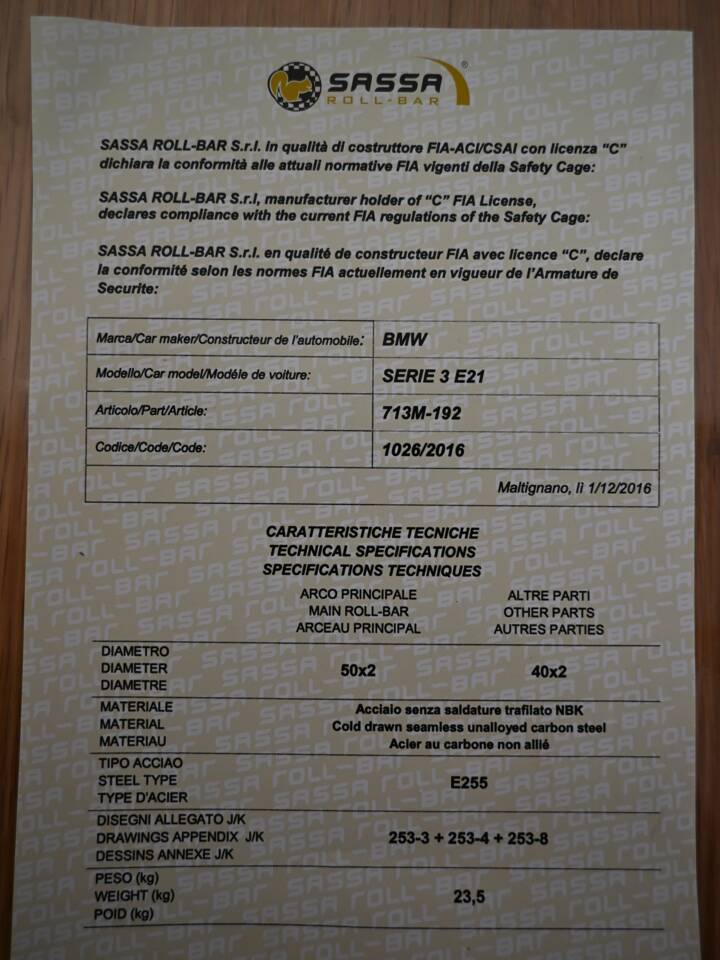 SASSA
ROLL-BAR
®
SASSA ROLL-BAR S.r.l. In qualità di costruttore FIA-ACI/CSAI con licenza “C”
dichiara la conformità alle attuali normative FIA vigenti della Safety Cage:
SASSA ROLL-BAR S.r.l, manufacturer holder of “C” FIA License,
declares compliance with the current FIA regulations of the Safety Cage:
SASSA ROLL-BAR S.r.l. en qualité de constructeur FIA avec licence “C”, declare
la conformité selon les normes FIA actuellement en vigueur de l’Armature de
Securite:
Marca/Car maker/Constructeur de l’automobile: BMW
Modello/Car model/Modéle de voiture: SERIE 3 E21
Articolo/Part/Article: 713M-192
Codice/Code/Code: 1026/2016
Maltignano, lì 1/12/2016
CARATTERISTICHE TECNICHE
TECHNICAL SPECIFICATIONS
SPECIFICATIONS TECHNIQUES
ARCO PRINCIPALE ALTRE PARTI
MAIN ROLL-BAR OTHER PARTS
ARCEAU PRINCIPAL AUTRES PARTIES
DIAMETRO
DIAMETER 50x2 40x2
DIAMETRE
MATERIALE Acciaio senza saldature trafilato NBK
MATERIAL Cold drawn seamless unalloyed carbon steel
MATERIAU Acier au carbone non allié
TIPO ACCIAO
STEEL TYPE E255
TYPE D'ACIER
DISEGNI ALLEGATO J/K
DRAWINGS APPENDIX J/K 253-3 + 253-4 + 253-8
DESSINS ANNEXE J/K
PESO (kg)
WEIGHT (kg) 23,5
POID (kg)